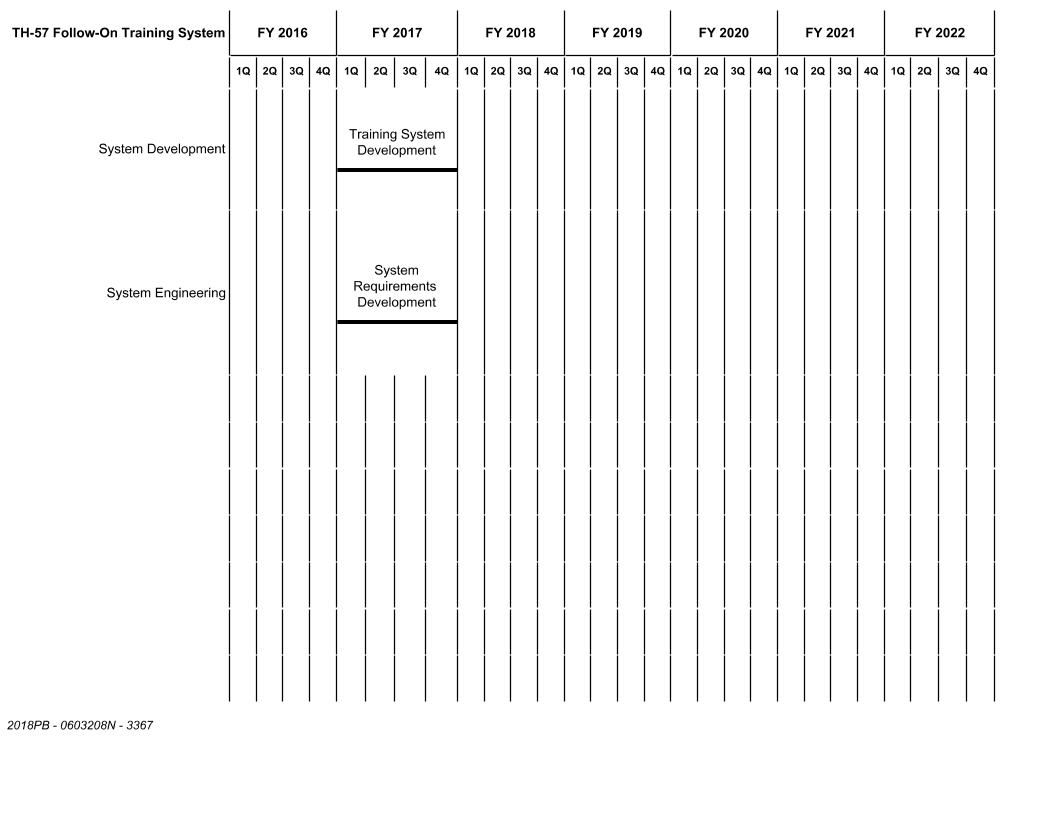 TH-57 Follow-On Training System FY 2016 FY 2017 FY 2018 FY 2019 FY 2020 FY 2021 FY 2022
1Q 2Q 3Q 4Q 1Q 2Q 3Q 4Q 1Q 2Q 3Q 4Q 1Q 2Q 3Q 4Q 1Q 2Q 3Q 4Q 1Q 2Q 3Q 4Q 1Q 2Q 3Q 4Q
System Development
Training System
Development
System Engineering
System
Requirements
Development
2018PB - 0603208N - 3367